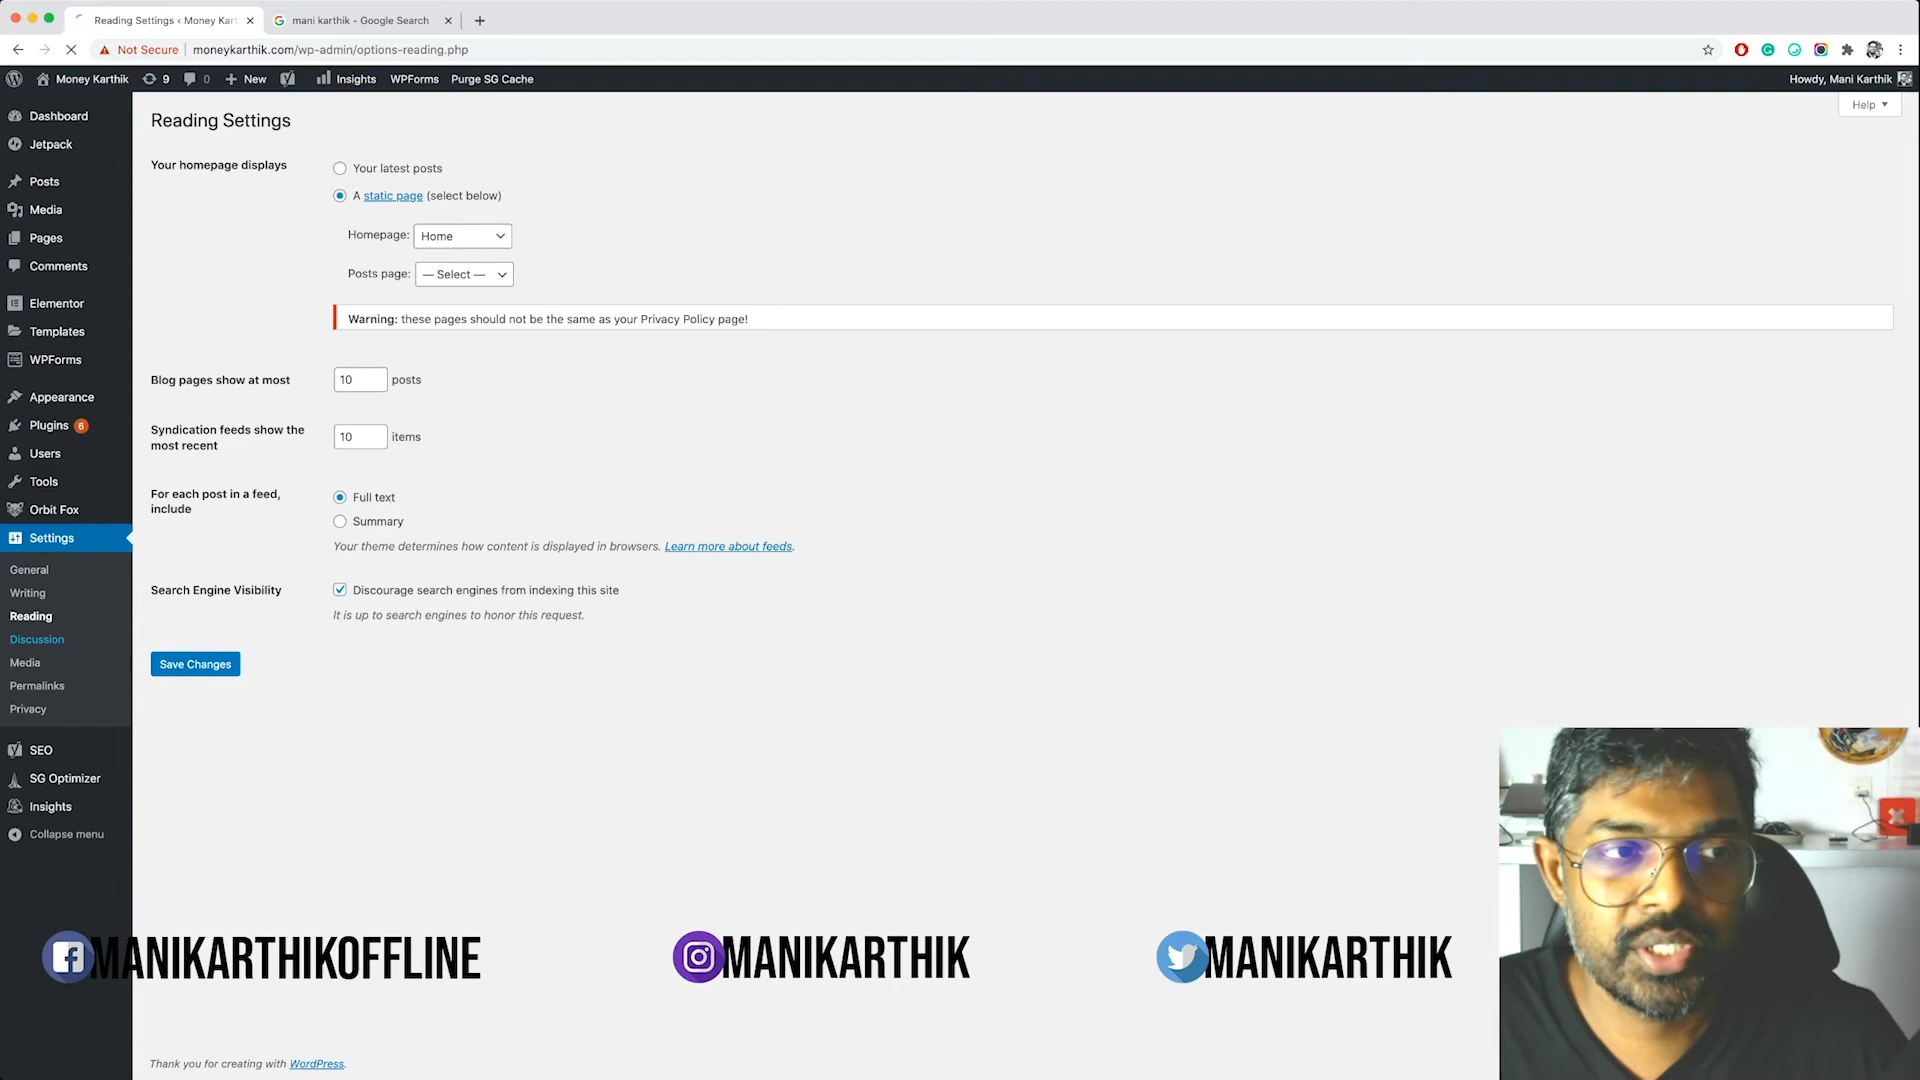 Reading Settings ‹ Money Kart
mani karthik - Google Search
Not Secure
moneykarthik.com/wp-admin/options-reading.php
Money Karthik
9
0
New
Insights
WPForms
Purge SG Cache
Howdy, Mani Karthik
Help
Dashboard
Jetpack
Posts
Media
Pages
Comments
Elementor
Templates
WPForms
Appearance
Plugins 6
Users
Tools
Orbit Fox
Settings
General
Writing
Reading
Discussion
Media
Permalinks
Privacy
SEO
SG Optimizer
Insights
Collapse menu
Reading Settings
Your homepage displays
Your latest posts
A static page (select below)
Homepage: Home
Posts page: — Select —
Warning: these pages should not be the same as your Privacy Policy page!
Blog pages show at most
10 posts
Syndication feeds show the
most recent
10 items
For each post in a feed,
include
Full text
Summary
Your theme determines how content is displayed in browsers. Learn more about feeds.
Search Engine Visibility
Discourage search engines from indexing this site
It is up to search engines to honor this request.
Save Changes
MANIKARTHIKOFFLINE
MANIKARTHIK
MANIKARTHIK
Thank you for creating with WordPress.